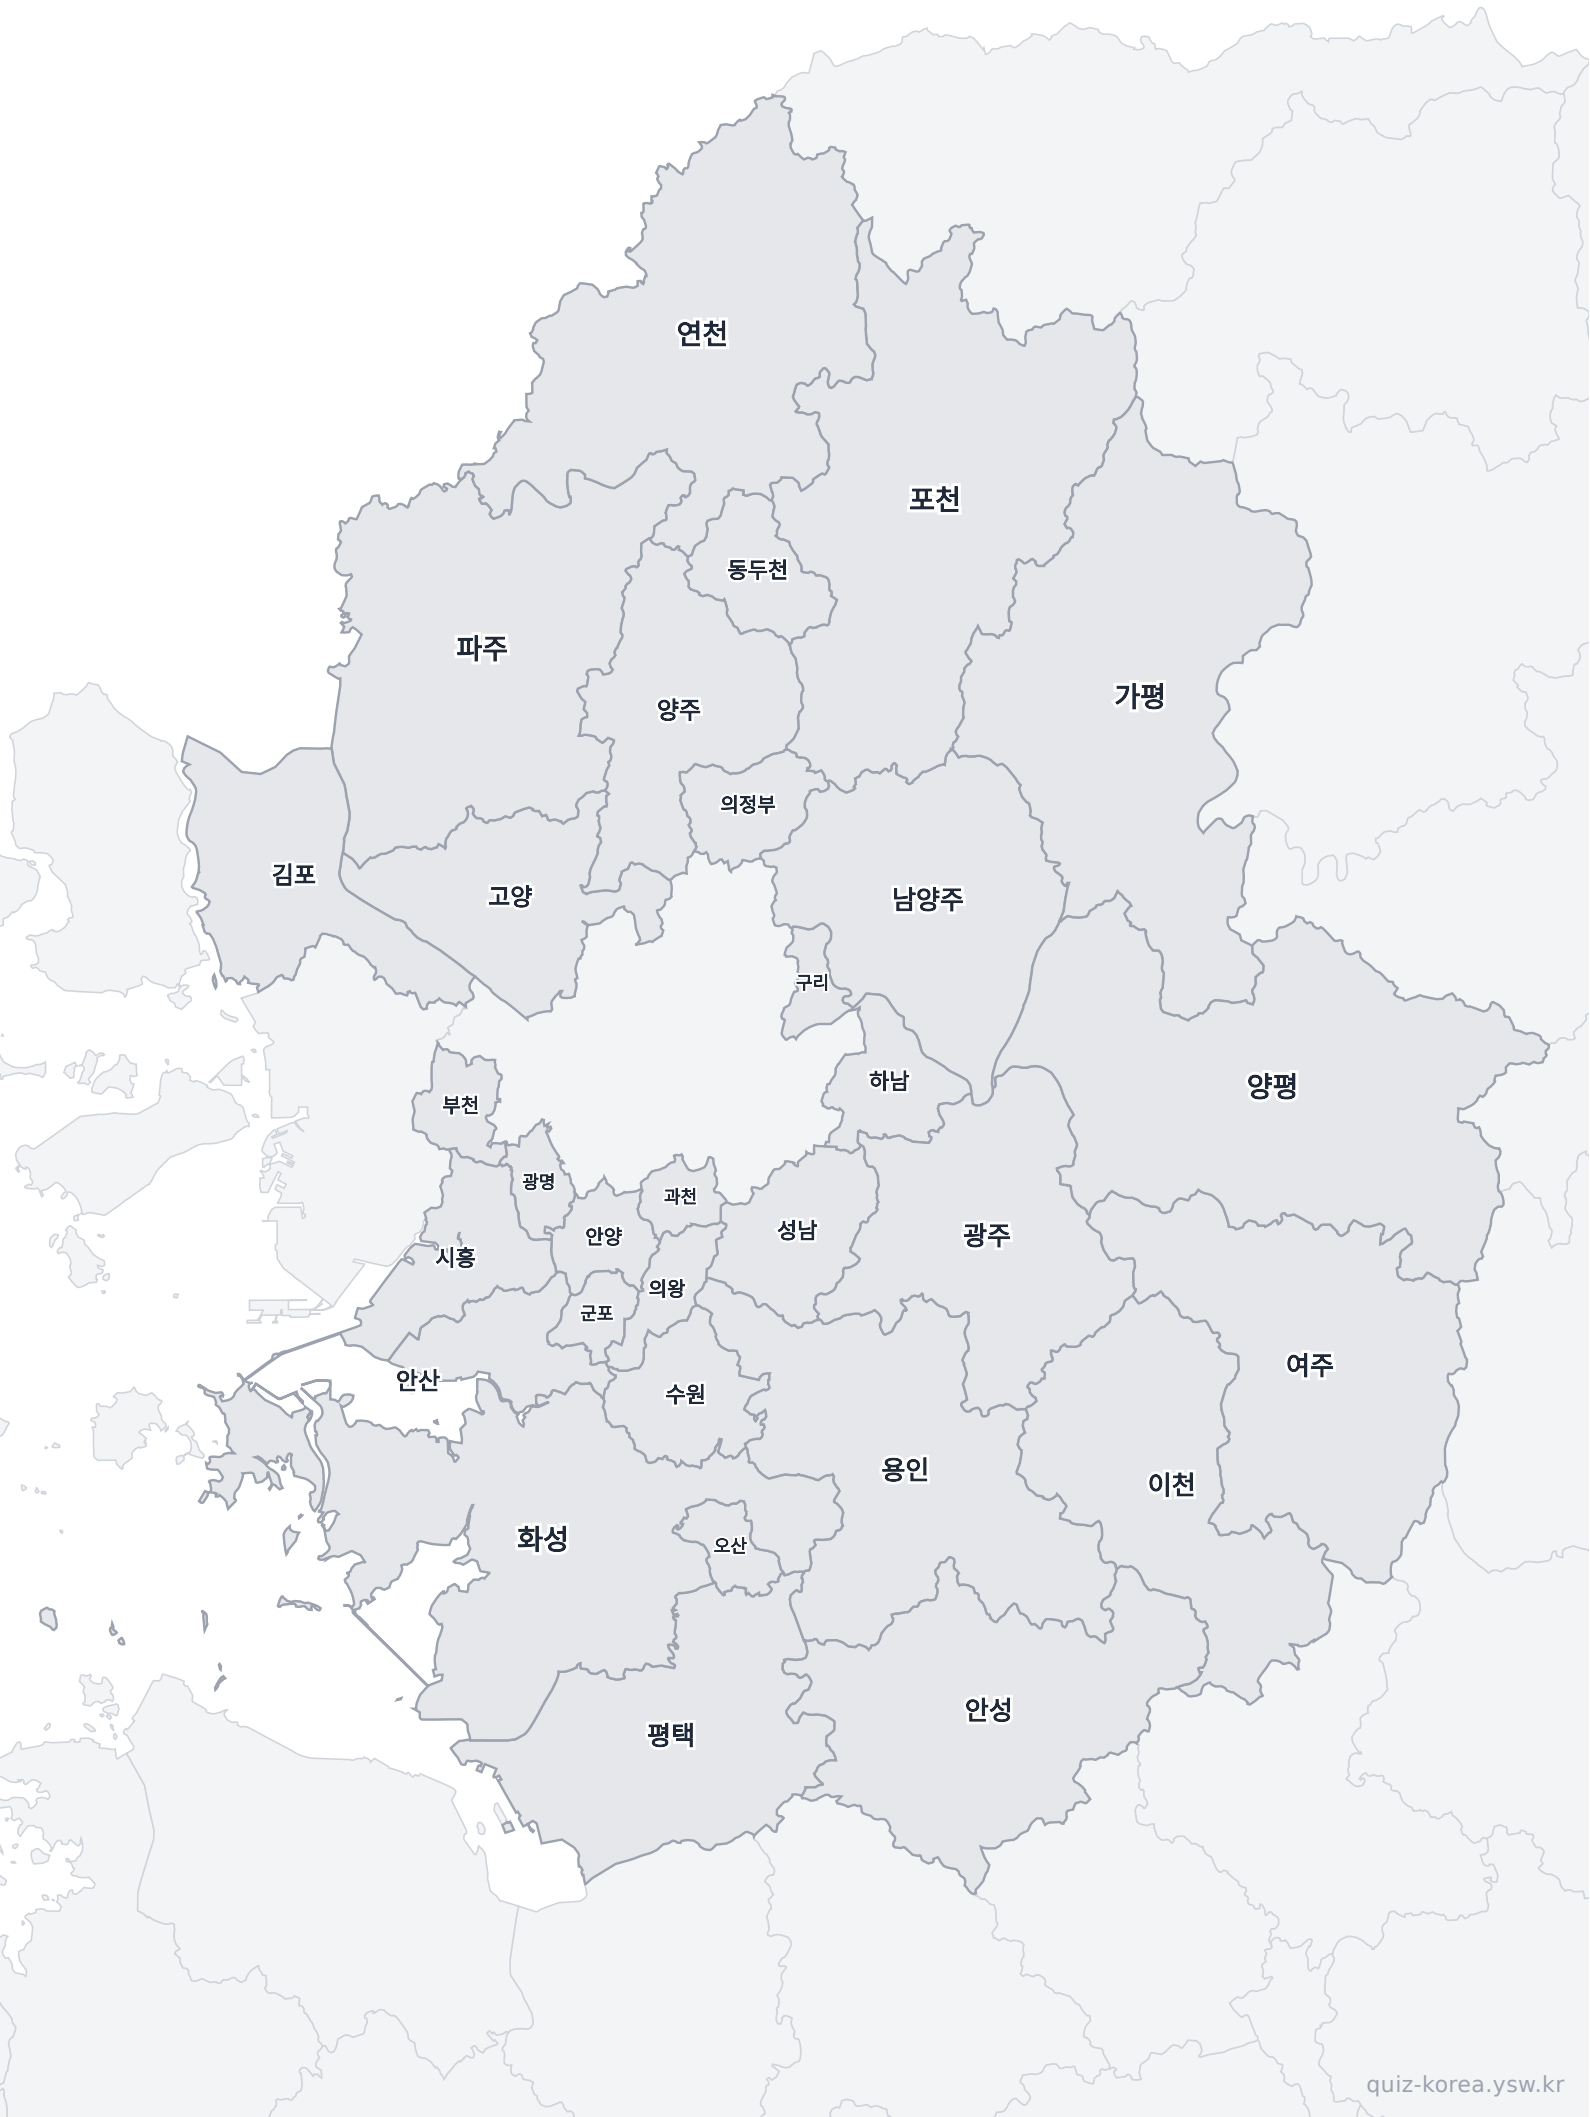 연천
포천
동두천
파주
가평
양주
의정부
김포
고양
남양주
구리
하남
양평
부천
광명
과천
성남
안양
광주
시흥
의왕
군포
여주
안산
수원
용인
이천
화성
오산
안성
평택
quiz-korea.ysw.kr